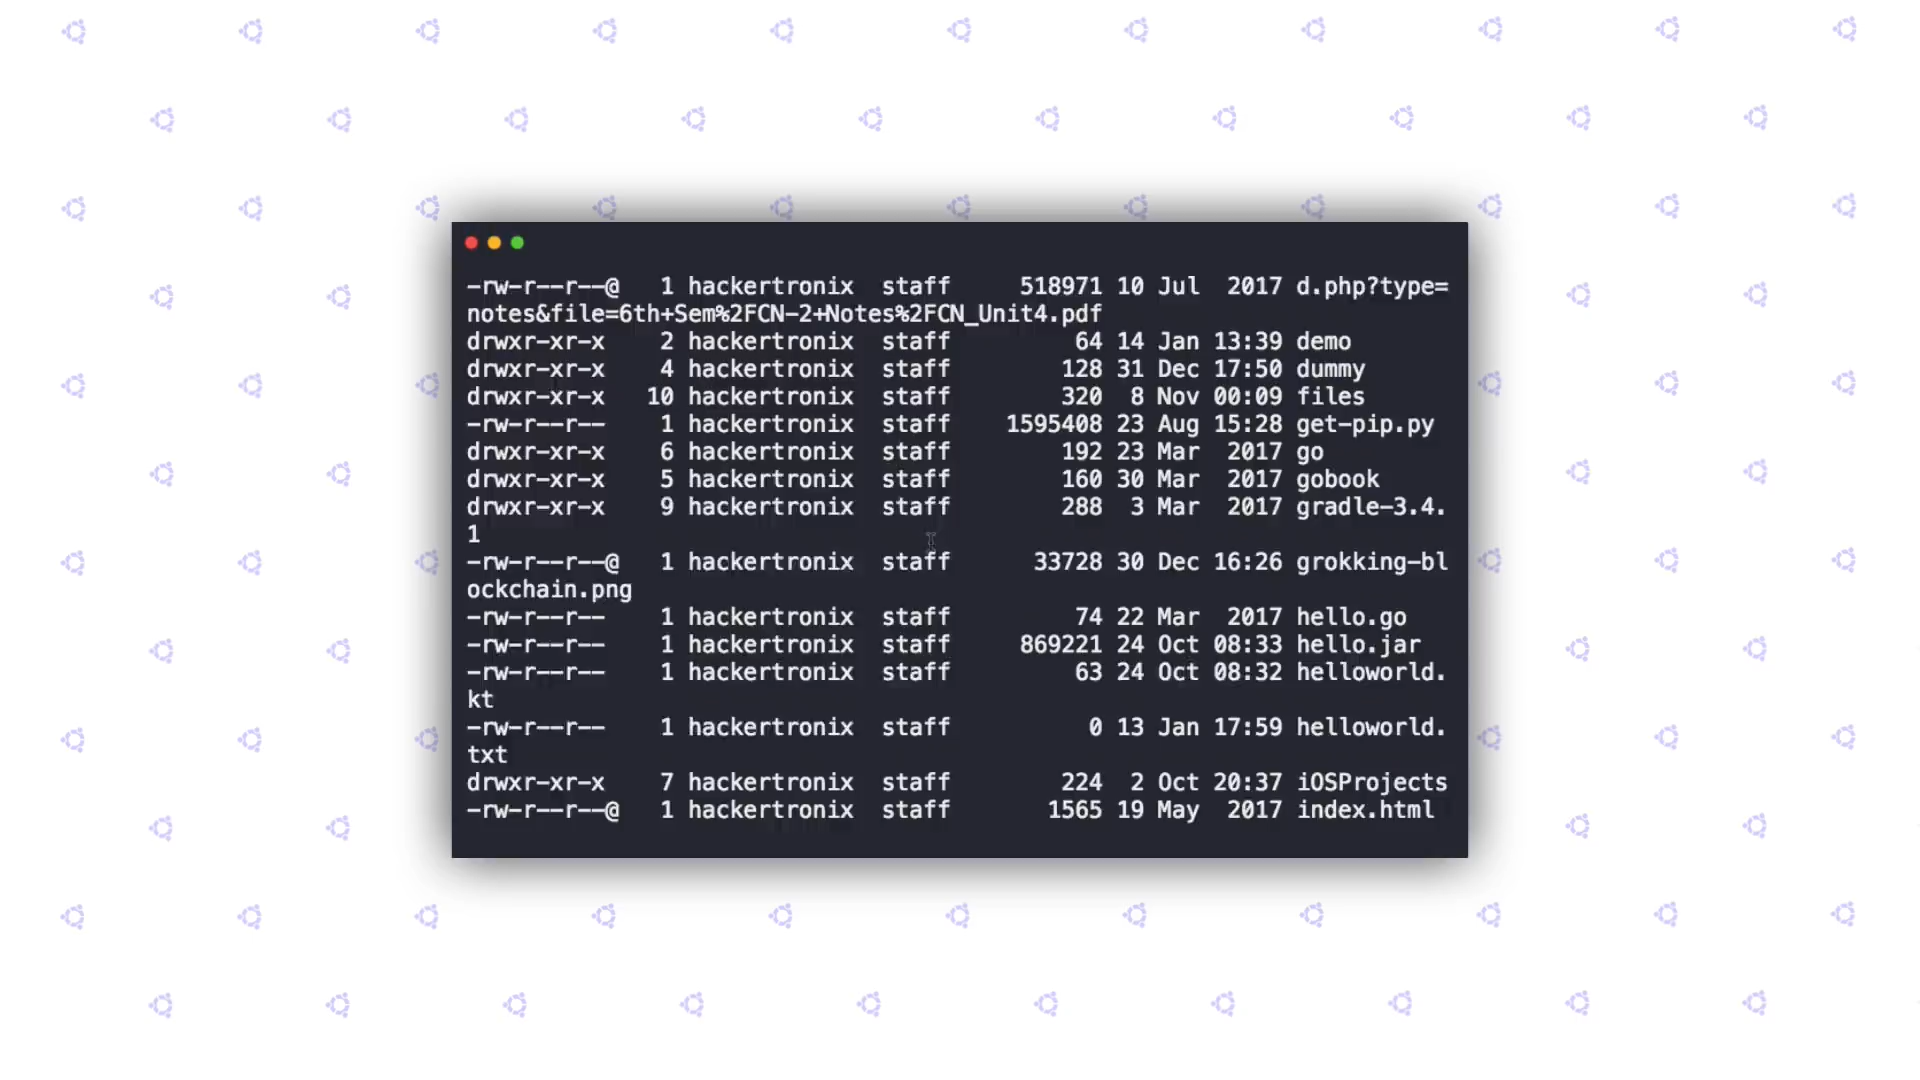 -rw-r--r--@   1 hackertronix  staff     518971 10 Jul  2017 d.php?type=
notes&file=6th+Sem%2FCN-2+Notes%2FCN_Unit4.pdf
drwxr-xr-x    2 hackertronix  staff         64 14 Jan 13:39 demo
drwxr-xr-x    4 hackertronix  staff        128 31 Dec 17:50 dummy
drwxr-xr-x   10 hackertronix  staff        320  8 Nov 00:09 files
-rw-r--r--    1 hackertronix  staff    1595408 23 Aug 15:28 get-pip.py
drwxr-xr-x    6 hackertronix  staff        192 23 Mar  2017 go
drwxr-xr-x    5 hackertronix  staff        160 30 Mar  2017 gobook
drwxr-xr-x    9 hackertronix  staff        288  3 Mar  2017 gradle-3.4.
1
-rw-r--r--@   1 hackertronix  staff      33728 30 Dec 16:26 grokking-bl
ockchain.png
-rw-r--r--    1 hackertronix  staff         74 22 Mar  2017 hello.go
-rw-r--r--    1 hackertronix  staff     869221 24 Oct 08:33 hello.jar
-rw-r--r--    1 hackertronix  staff         63 24 Oct 08:32 helloworld.
kt
-rw-r--r--    1 hackertronix  staff          0 13 Jan 17:59 helloworld.
txt
drwxr-xr-x    7 hackertronix  staff        224  2 Oct 20:37 iOSProjects
-rw-r--r--@   1 hackertronix  staff       1565 19 May  2017 index.html